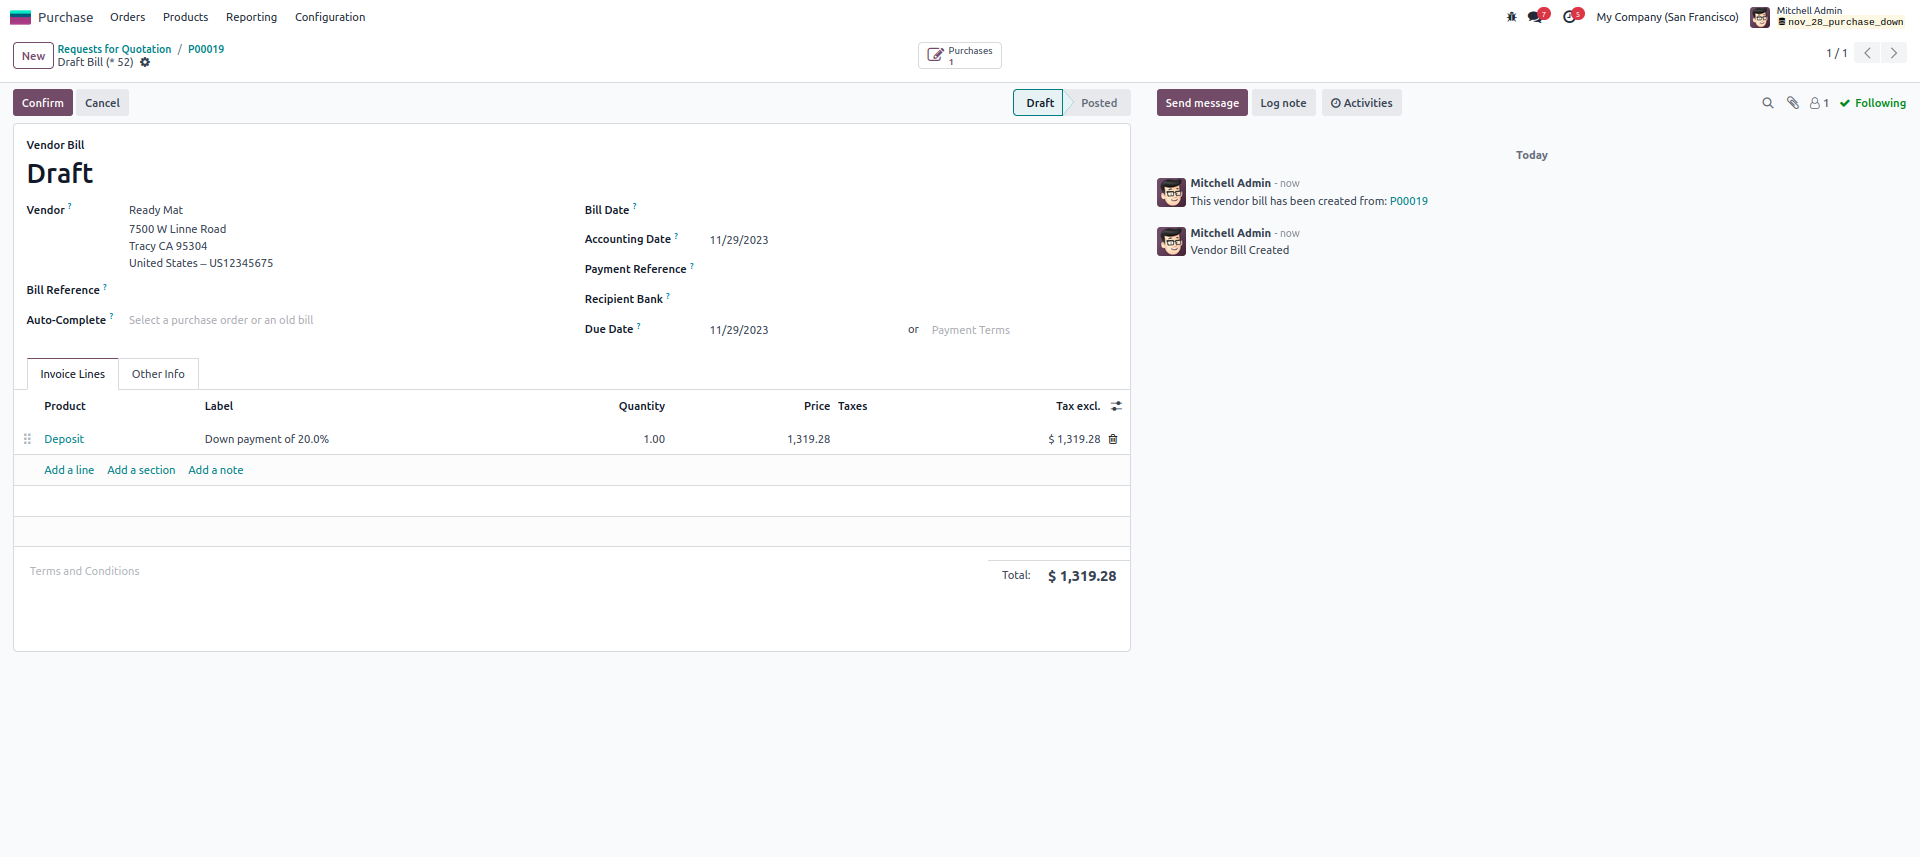 Purchase Orders Products Reporting Configuration
7 5 My Company (San Francisco) Mitchell Admin
nov_28_purchase_down
New Requests for Quotation / P00019
Draft Bill (* 52)
Purchases
1
1 / 1
Confirm Cancel
Draft Posted
Send message Log note Activities
1 Following
Vendor Bill
Draft
Vendor ? Ready Mat
7500 W Linne Road
Tracy CA 95304
United States – US12345675
Bill Reference ?
Auto-Complete ? Select a purchase order or an old bill
Bill Date ?
Accounting Date ? 11/29/2023
Payment Reference ?
Recipient Bank ?
Due Date ? 11/29/2023 or Payment Terms
Invoice Lines Other Info
Product Label Quantity Price Taxes Tax excl.
Deposit Down payment of 20.0% 1.00 1,319.28 $ 1,319.28
Add a line Add a section Add a note
Terms and Conditions
Total: $ 1,319.28
Today
Mitchell Admin - now
This vendor bill has been created from: P00019
Mitchell Admin - now
Vendor Bill Created